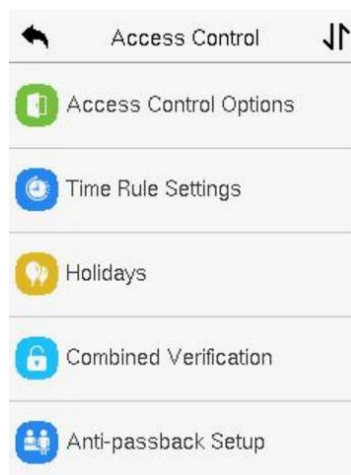 Access Control
Access Control Options
Time Rule Settings
Holidays
Combined Verification
Anti-passback Setup